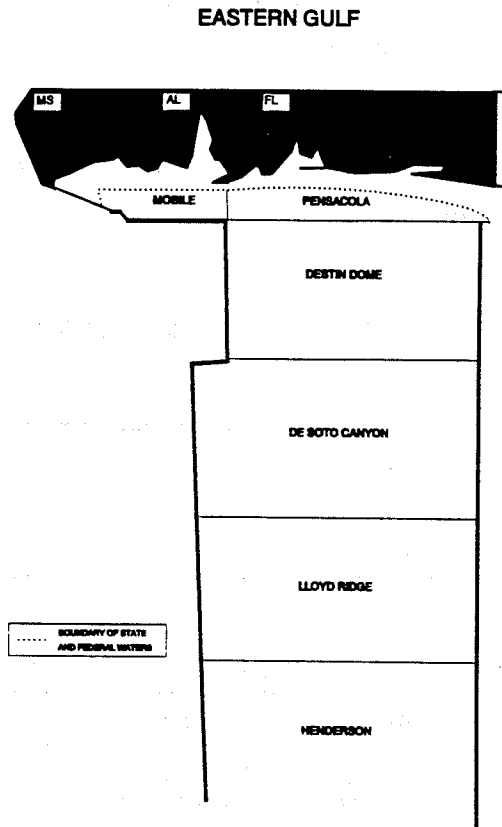 EASTERN GULF
MS AL FL
MOBILE PENSACOLA
DESTIN DOME
DE SOTO CANYON
LLOYD RIDGE
BOUNDARY OF STATE
AND FEDERAL WATERS
HENDERSON